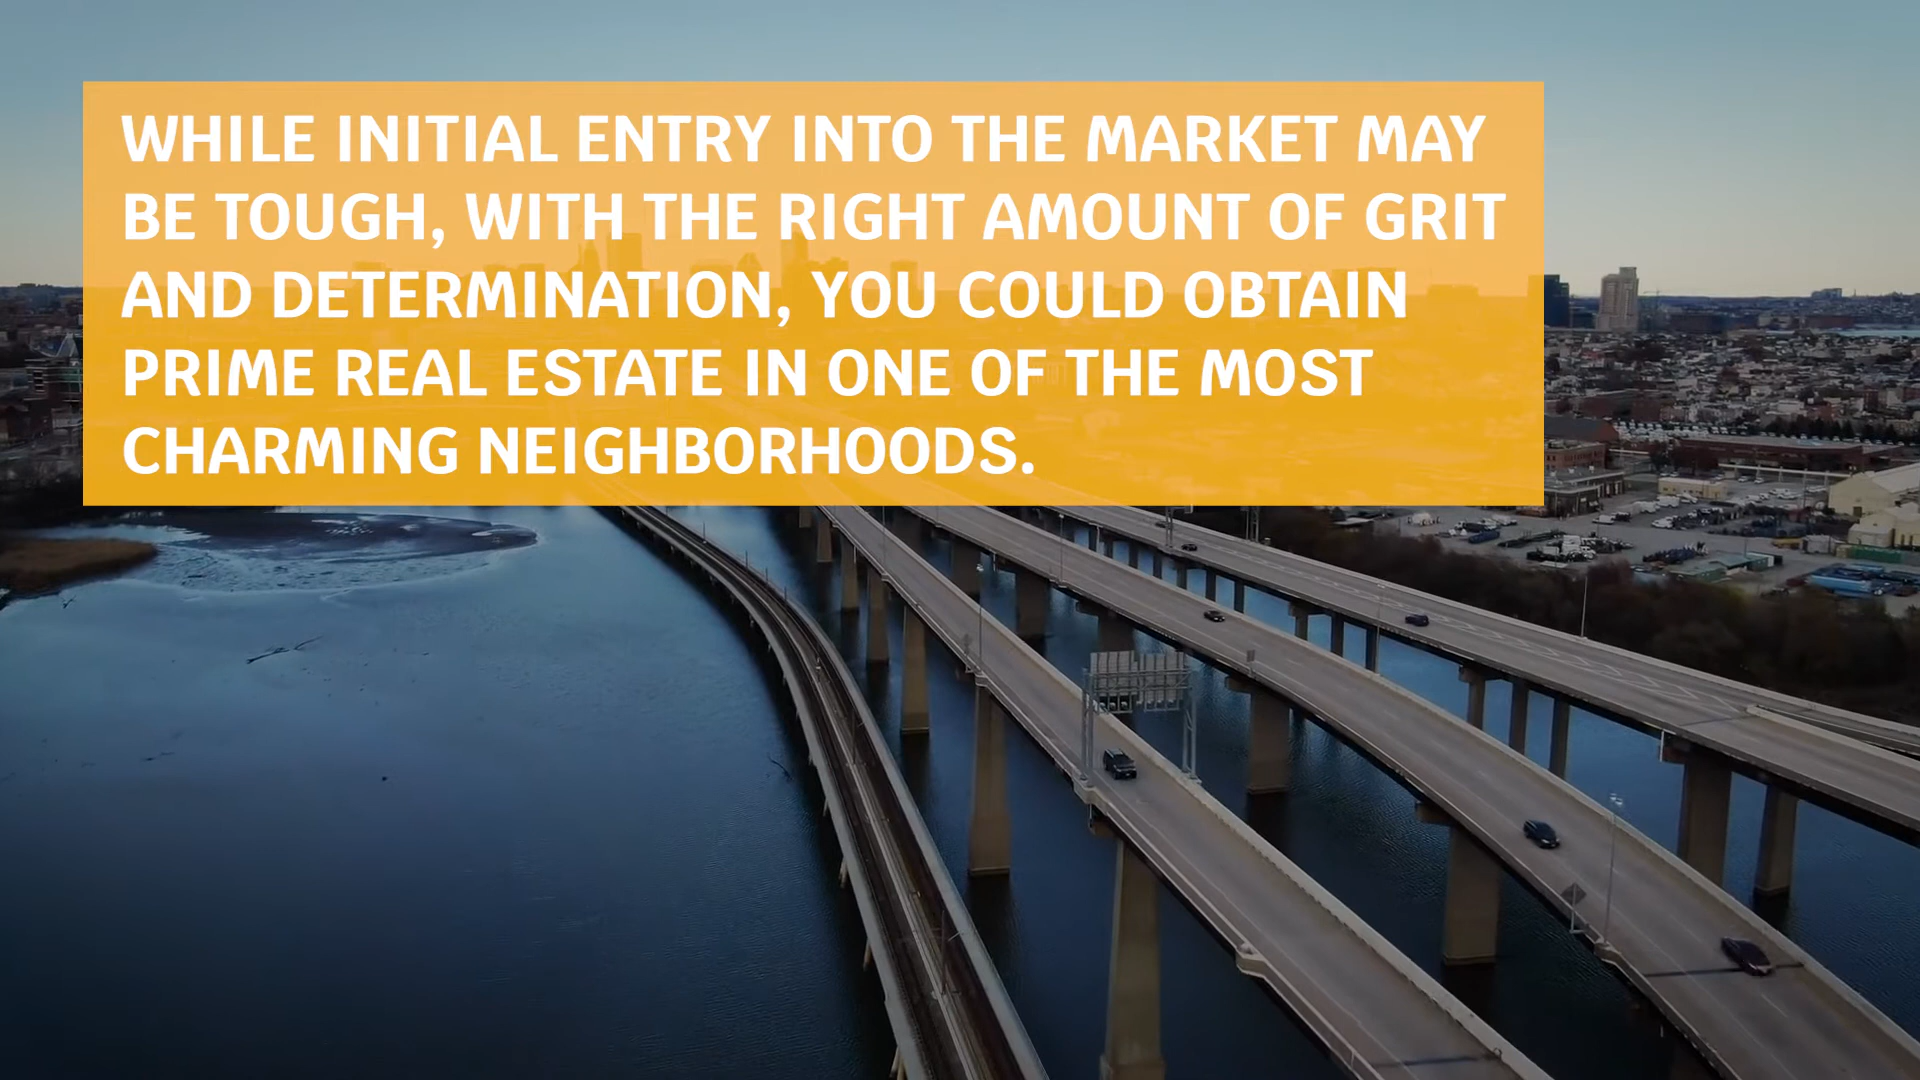 WHILE INITIAL ENTRY INTO THE MARKET MAY
BE TOUGH, WITH THE RIGHT AMOUNT OF GRIT
AND DETERMINATION, YOU COULD OBTAIN
PRIME REAL ESTATE IN ONE OF THE MOST
CHARMING NEIGHBORHOODS.